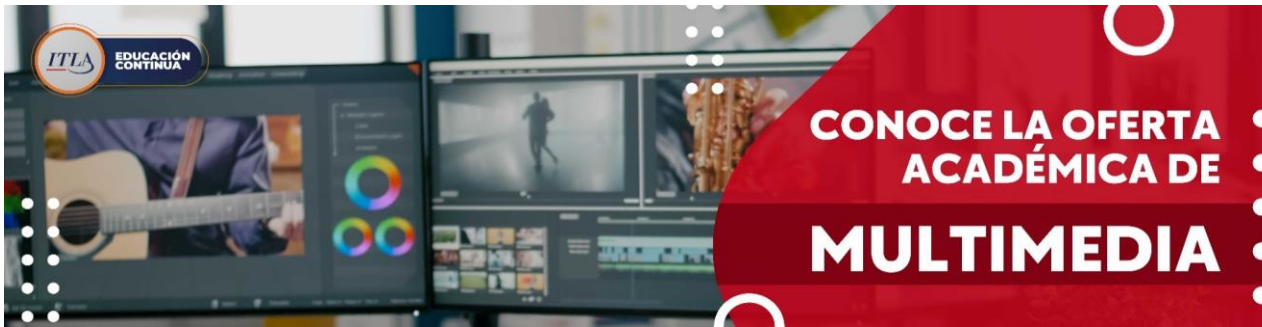 ITLA
EDUCACIÓN
CONTINUA
CONOCE LA OFERTA
ACADÉMICA DE
MULTIMEDIA